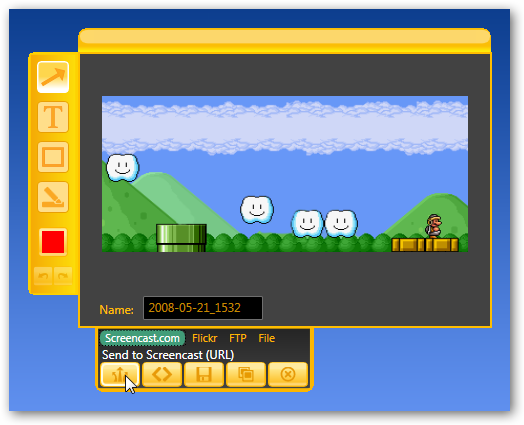 T
Name: 2008-05-21_1532
Screencast.com Flickr FTP File
Send to Screencast (URL)